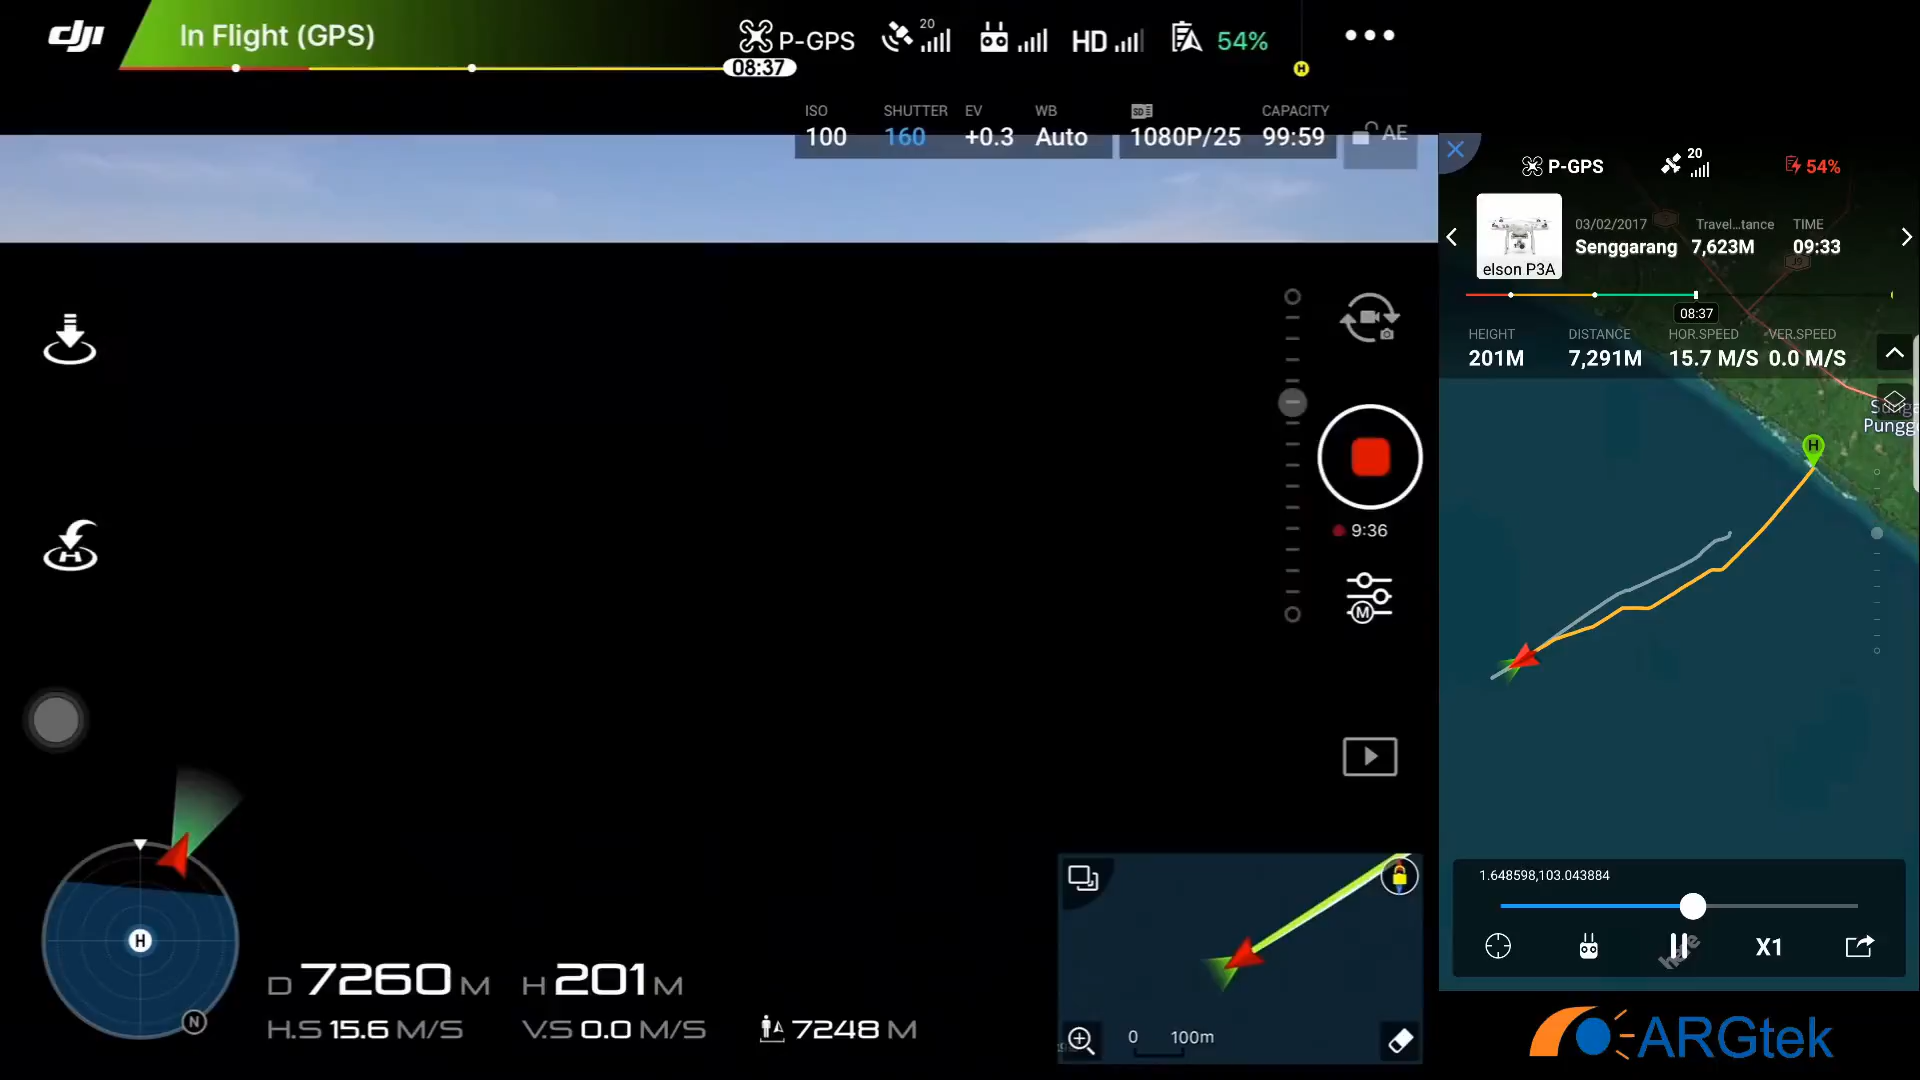 dji
In Flight (GPS)
P-GPS
20
HD
54%
08:37
H
ISO
100
SHUTTER
160
EV
+0.3
WB
Auto
SD
1080P/25
CAPACITY
99:59
AE
9:36
M
H
N
D 7260 M
H 201 M
H.S 15.6 M/S
V.S 0.0 M/S
7248 M
0 100m
P-GPS
20
54%
elson P3A
03/02/2017
Senggarang
Travel...tance
7,623M
TIME
09:33
08:37
HEIGHT
201M
DISTANCE
7,291M
HOR.SPEED
15.7 M/S
VER.SPEED
0.0 M/S
Pungg
H
1.648598,103.043884
X1
ARGtek